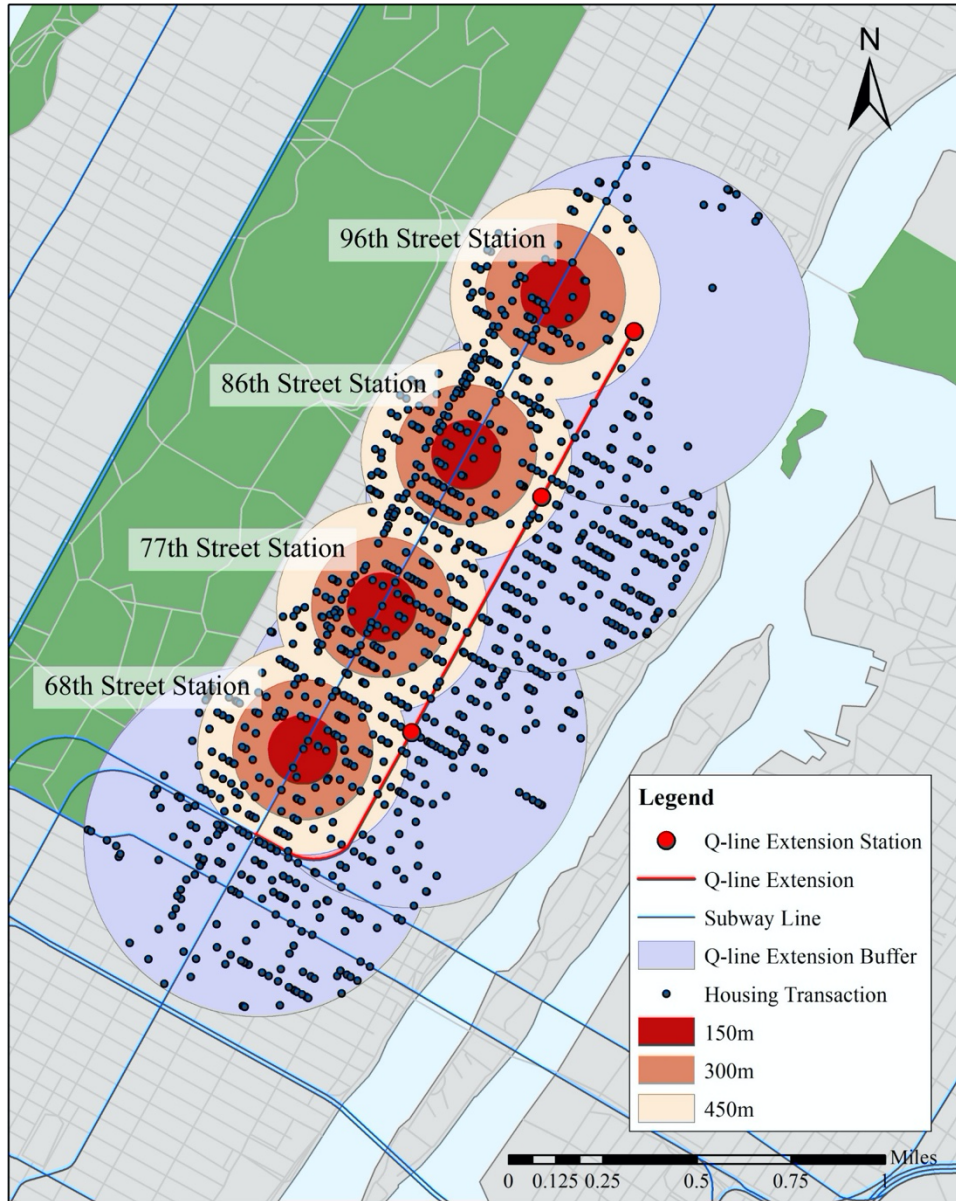 N
96th Street Station
86th Street Station
77th Street Station
68th Street Station
Legend
Q-line Extension Station
Q-line Extension
Subway Line
Q-line Extension Buffer
Housing Transaction
150m
300m
450m
Miles
0 0.125 0.25 0.5 0.75 1